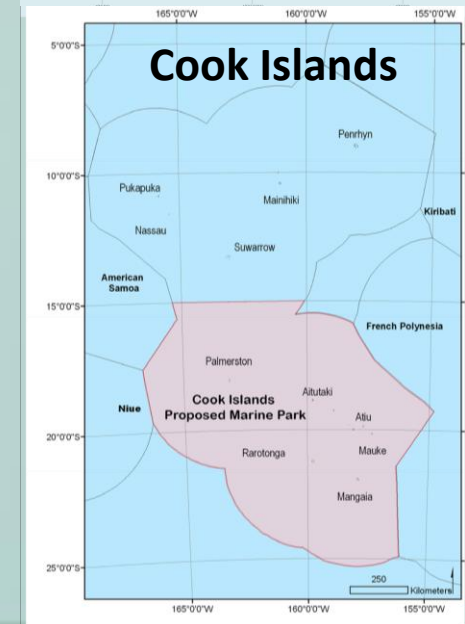 165°0'0"W 160°0'0"W 155°0'0"W
Cook Islands
5°0'0"S
Penrhyn
10°0'0"S
Pukapuka
Mainihiki
Nassau
Kiribati
Suwarrow
American
Samoa
15°0'0"S
French Polynesia
Palmerston
Aitutaki
Cook Islands
Proposed Marine Park
Niue
Atiu
20°0'0"S
Rarotonga
Mauke
Mangaia
25°0'0"S
250
Kilometers
165°0'0"W 160°0'0"W 155°0'0"W